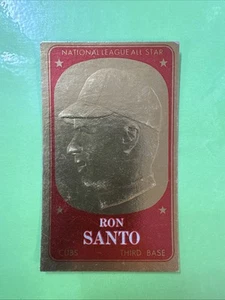 NATIONAL LEAGUE ALL STAR
RON
SANTO
CUBS - THIRD BASE